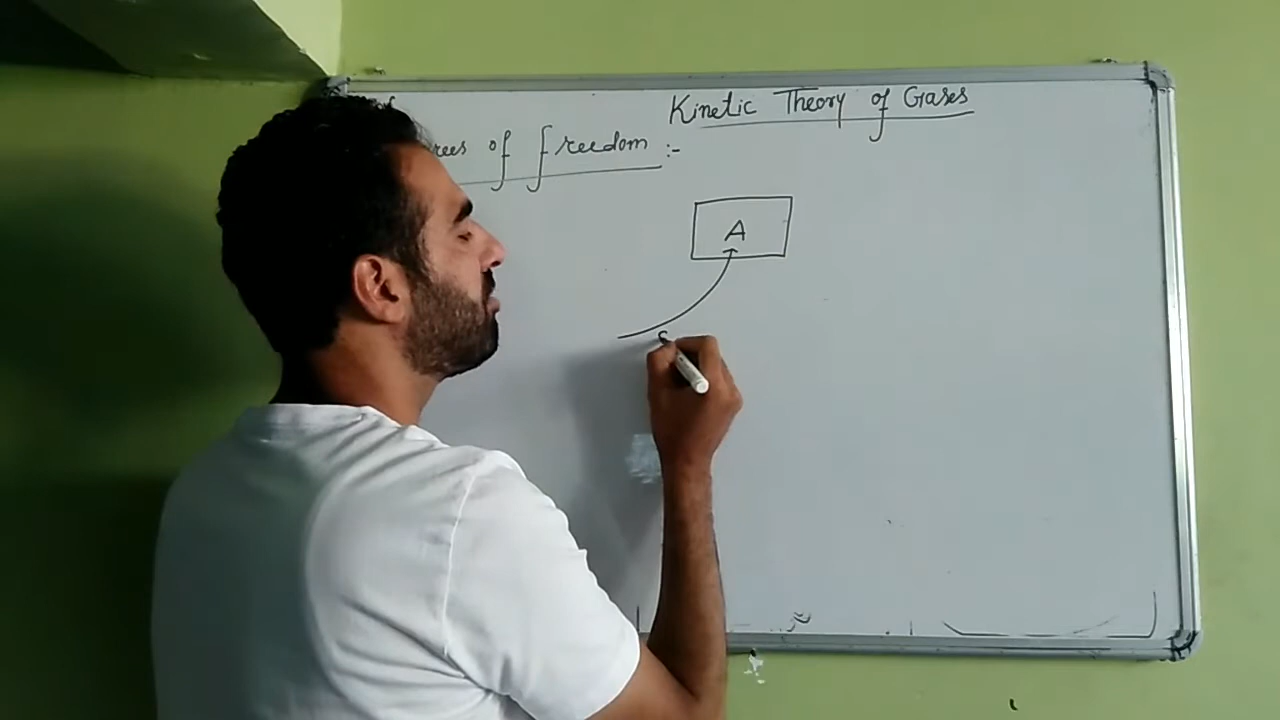 Kinetic Theory of Gases
rees of freedom :-
A